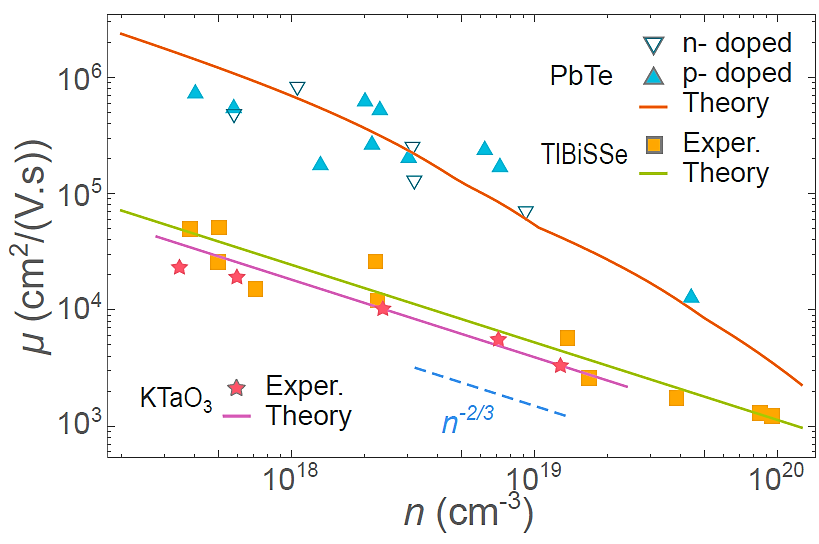 n- doped
PbTe p- doped
Theory
TlBiSSe Exper.
Theory
KTaO₃ Exper.
Theory
n⁻²/³
10⁶
10⁵
10⁴
10³
μ (cm²/(V.s))
10¹⁸ 10¹⁹ 10²⁰
n (cm⁻³)